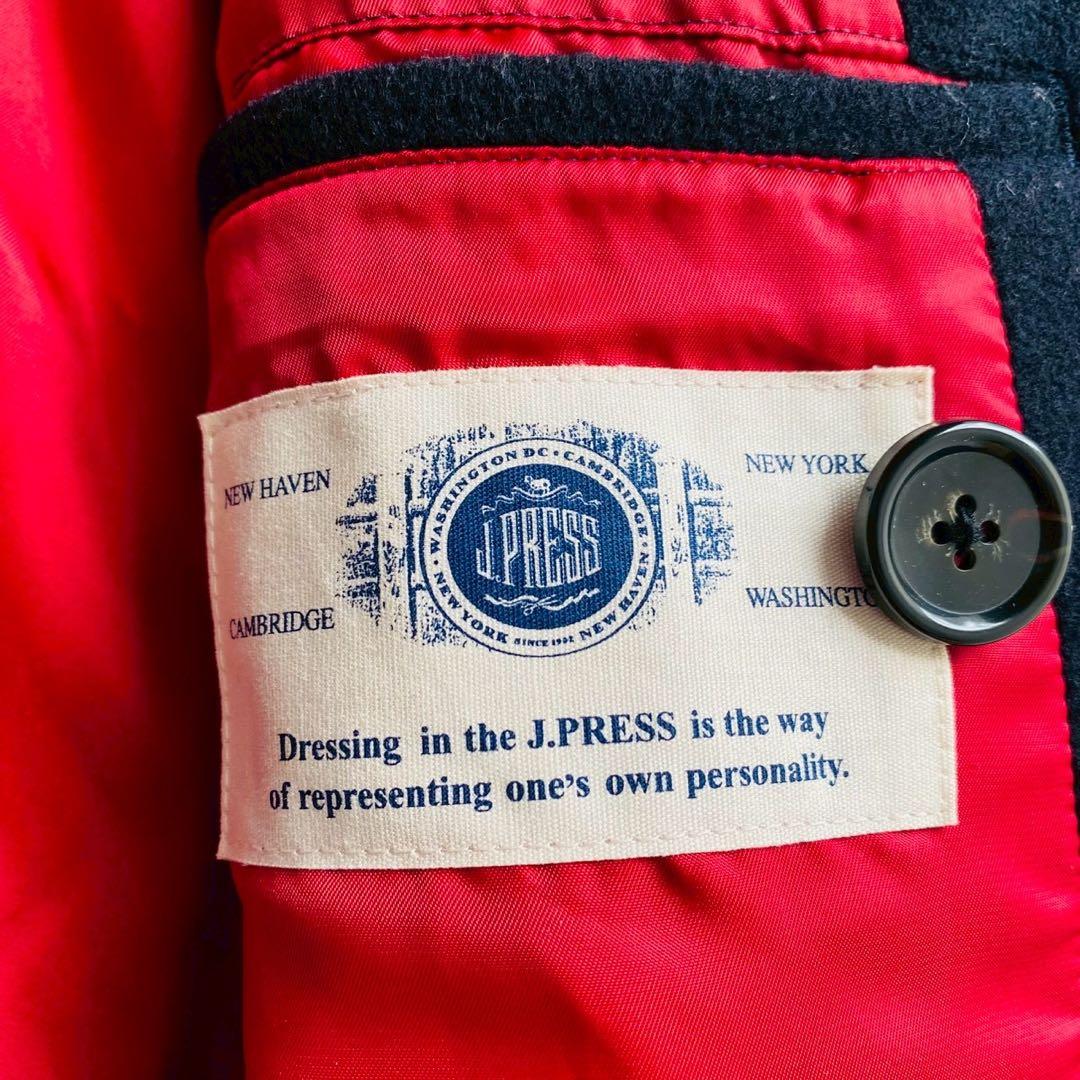 NEW HAVEN
NEW YORK
WASHINGTON DC • CAMBRIDGE • NEW HAVEN
J.PRESS
• NEW YORK
SINCE 1902
CAMBRIDGE
WASHINGTO
Dressing in the J.PRESS is the way
of representing one's own personality.